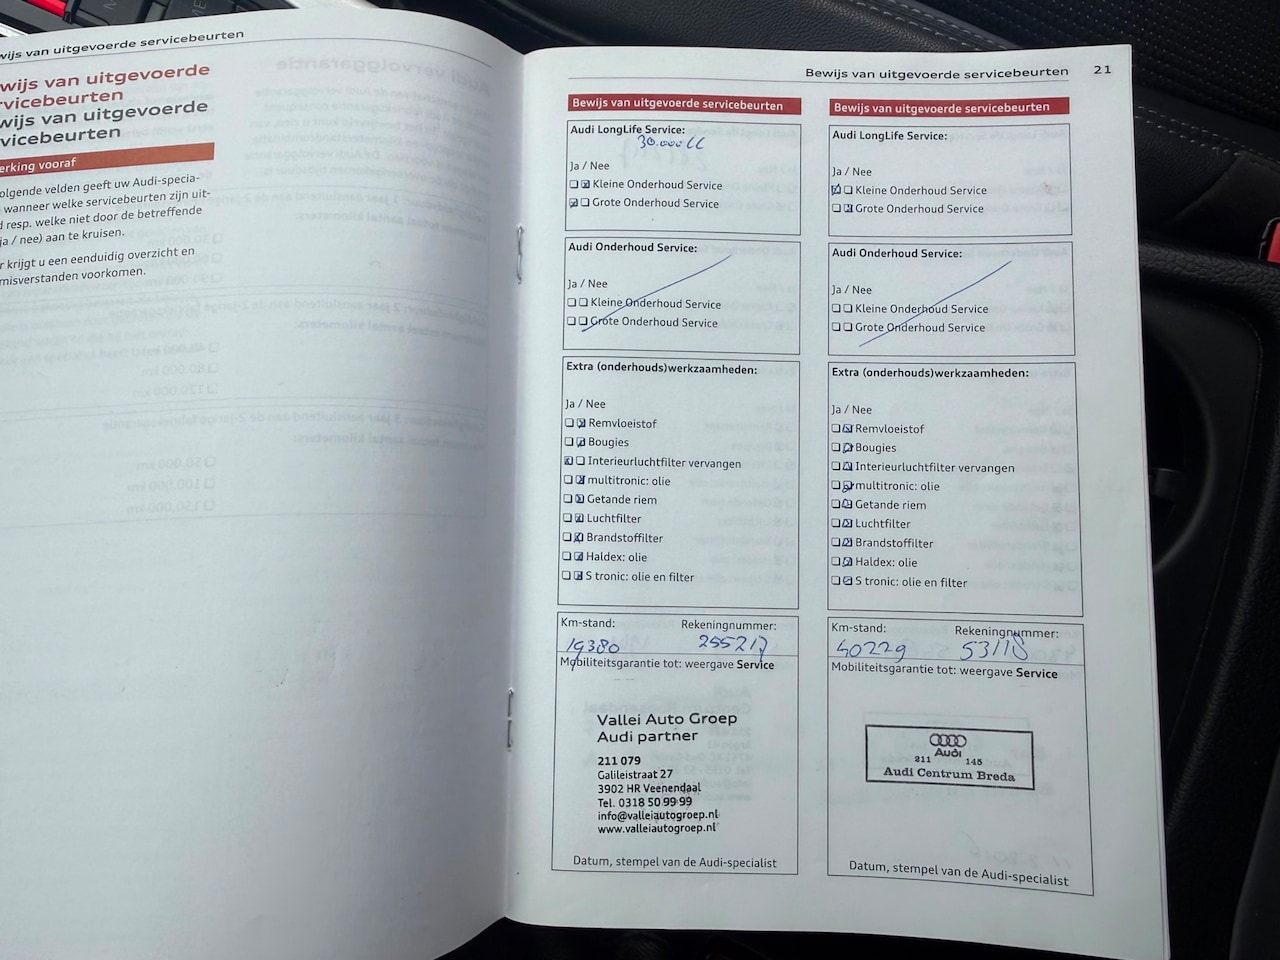 wijs van uitgevoerde servicebeurten
ewijs van uitgevoerde
rvicebeurten
wijs van uitgevoerde
vicebeurten
erking vooraf
olgende velden geeft uw Audi-specia-
wanneer welke servicebeurten zijn uit-
d resp. welke niet door de betreffende
ja / nee) aan te kruisen.
r krijgt u een eenduidig overzicht en
misverstanden voorkomen.
Bewijs van uitgevoerde servicebeurten 21
Bewijs van uitgevoerde servicebeurten
Audi LongLife Service:
30.000
Ja / Nee
Kleine Onderhoud Service
Grote Onderhoud Service
Audi Onderhoud Service:
Ja / Nee
Kleine Onderhoud Service
Grote Onderhoud Service
Extra (onderhouds)werkzaamheden:
Ja / Nee
Remvloeistof
Bougies
Interieurluchtfilter vervangen
multitronic: olie
Getande riem
Luchtfilter
Brandstoffilter
Haldex: olie
S tronic: olie en filter
Km-stand: Rekeningnummer:
19380 255217
Mobiliteitsgarantie tot: weergave Service
Vallei Auto Groep
Audi partner
211 079
Galileistraat 27
3902 HR Veenendaal
Tel. 0318 50 99 99
info@valleiautogroep.nl
www.valleiautogroep.nl
Datum, stempel van de Audi-specialist
Bewijs van uitgevoerde servicebeurten
Audi LongLife Service:
Ja / Nee
Kleine Onderhoud Service
Grote Onderhoud Service
Audi Onderhoud Service:
Ja / Nee
Kleine Onderhoud Service
Grote Onderhoud Service
Extra (onderhouds)werkzaamheden:
Ja / Nee
Remvloeistof
Bougies
Interieurluchtfilter vervangen
multitronic: olie
Getande riem
Luchtfilter
Brandstoffilter
Haldex: olie
S tronic: olie en filter
Km-stand: Rekeningnummer:
40229 53118
Mobiliteitsgarantie tot: weergave Service
Audi
211 145
Audi Centrum Breda
Datum, stempel van de Audi-specialist